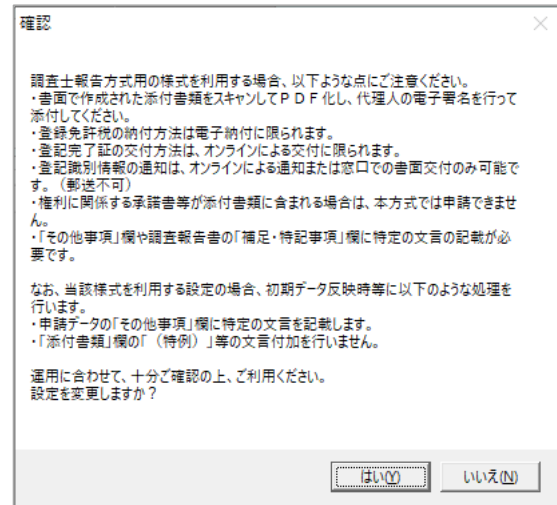 確認
調査士報告方式用の様式を利用する場合、以下ような点にご注意ください。
・書面で作成された添付書類をスキャンしてＰＤＦ化し、代理人の電子署名を行って
添付してください。
・登録免許税の納付方法は電子納付に限られます。
・登記完了証の交付方法は、オンラインによる交付に限られます。
・登記識別情報の通知は、オンラインによる通知または窓口での書面交付のみ可能で
す。（郵送不可）
・権利に関係する承諾書等が添付書類に含まれる場合は、本方式では申請できませ
ん。
・「その他事項」欄や調査報告書の「補足・特記事項」欄に特定の文言の記載が必
要です。
なお、当該様式を利用する設定の場合、初期データ反映時等に以下のような処理を
行います。
・申請データの「その他事項」欄に特定の文言を記載します。
・「添付書類」欄の「（特例）」等の文言付加を行いません。
運用に合わせて、十分ご確認の上、ご利用ください。
設定を変更しますか？
はい(Y) いいえ(N)